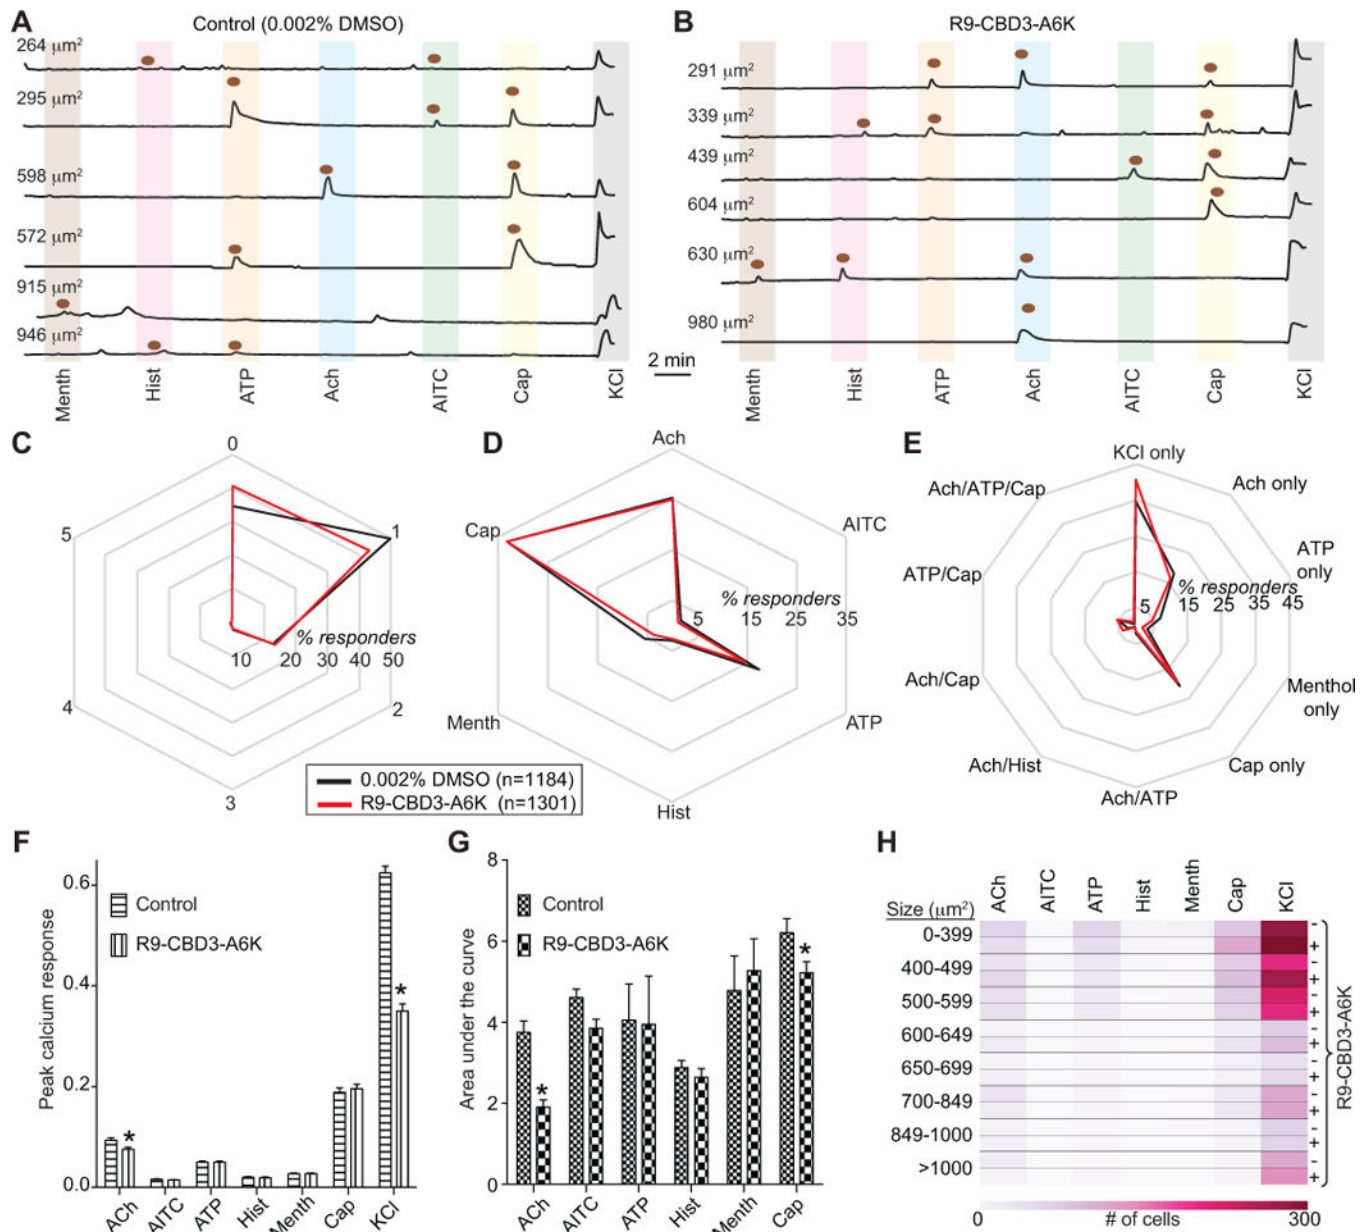 A
Control (0.002% DMSO)
264 μm²
295 μm²
598 μm²
572 μm²
915 μm²
946 μm²
Menth
Hist
ATP
Ach
AITC
Cap
KCl
2 min
B
R9-CBD3-A6K
291 μm²
339 μm²
439 μm²
604 μm²
630 μm²
980 μm²
Menth
Hist
ATP
Ach
AITC
Cap
KCl
C
0
1
2
3
4
5
% responders
10 20 30 40 50
D
Ach
AITC
ATP
Hist
Menth
Cap
% responders
5 15 25 35
E
KCl only
Ach only
ATP
only
Menthol
only
Cap only
Ach/ATP
Ach/Hist
Ach/Cap
ATP/Cap
Ach/ATP/Cap
% responders
5 15 25 35 45
0.002% DMSO (n=1184)
R9-CBD3-A6K (n=1301)
F
Peak calcium response
0.6
0.4
0.2
0.0
Control
R9-CBD3-A6K
*
*
ACh
AITC
ATP
Hist
Menth
Cap
KCl
G
Area under the curve
8
6
4
2
0
Control
R9-CBD3-A6K
*
*
ACh
AITC
ATP
Hist
Menth
Cap
H
ACh
AITC
ATP
Hist
Menth
Cap
KCl
Size (μm²)
0-399
400-499
500-599
600-649
650-699
700-849
849-1000
>1000
-
+
-
+
-
+
-
+
-
+
-
+
-
+
-
+
R9-CBD3-A6K
0 # of cells 300